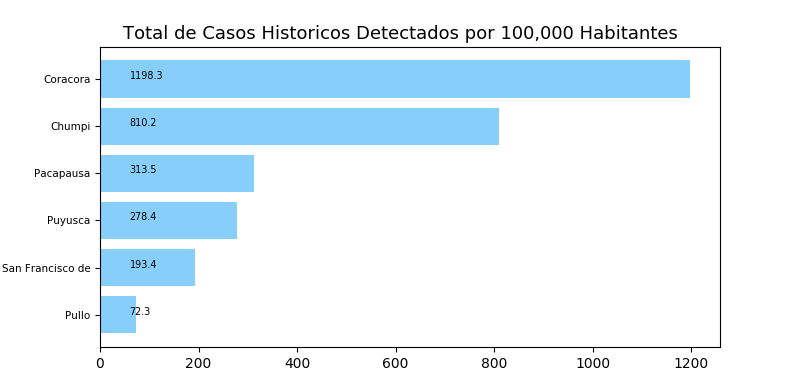 Total de Casos Historicos Detectados por 100,000 Habitantes
Coracora 1198.3
Chumpi 810.2
Pacapausa 313.5
Puyusca 278.4
San Francisco de 193.4
Pullo 72.3
0 200 400 600 800 1000 1200